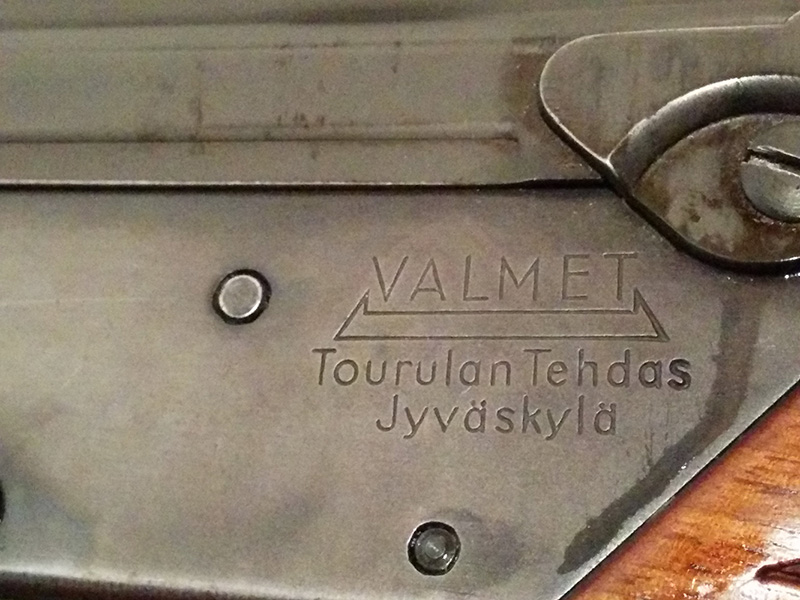 VALMET
Tourulan Tehdas
Jyväskylä